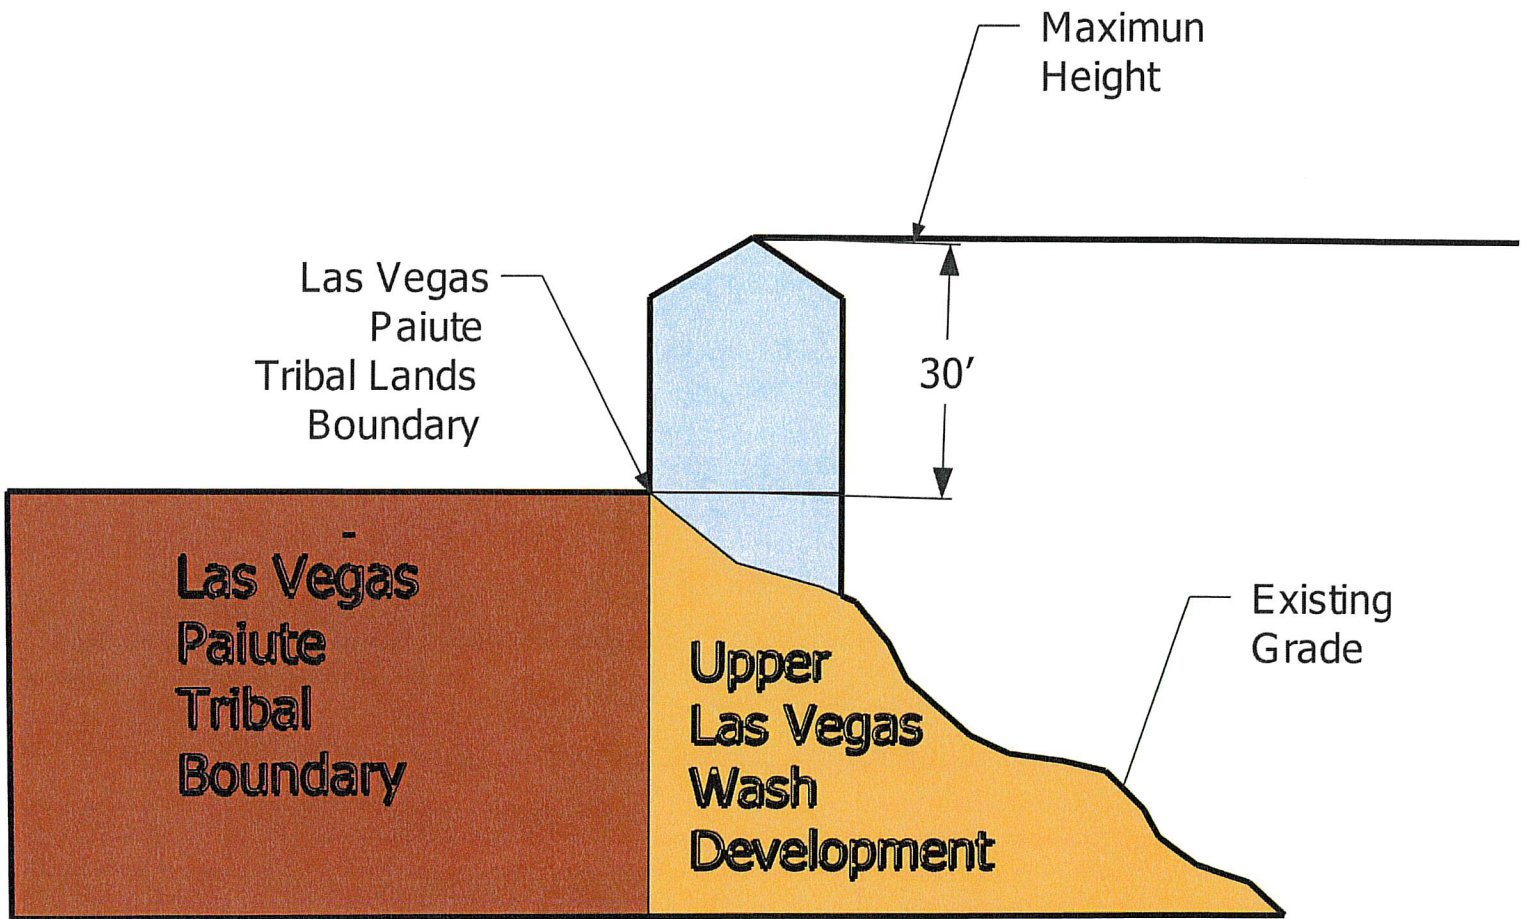 Maximun
Height
Las Vegas
Paiute
Tribal Lands
Boundary
30’
-
Las Vegas
Paiute
Tribal
Boundary
Upper
Las Vegas
Wash
Development
Existing
Grade